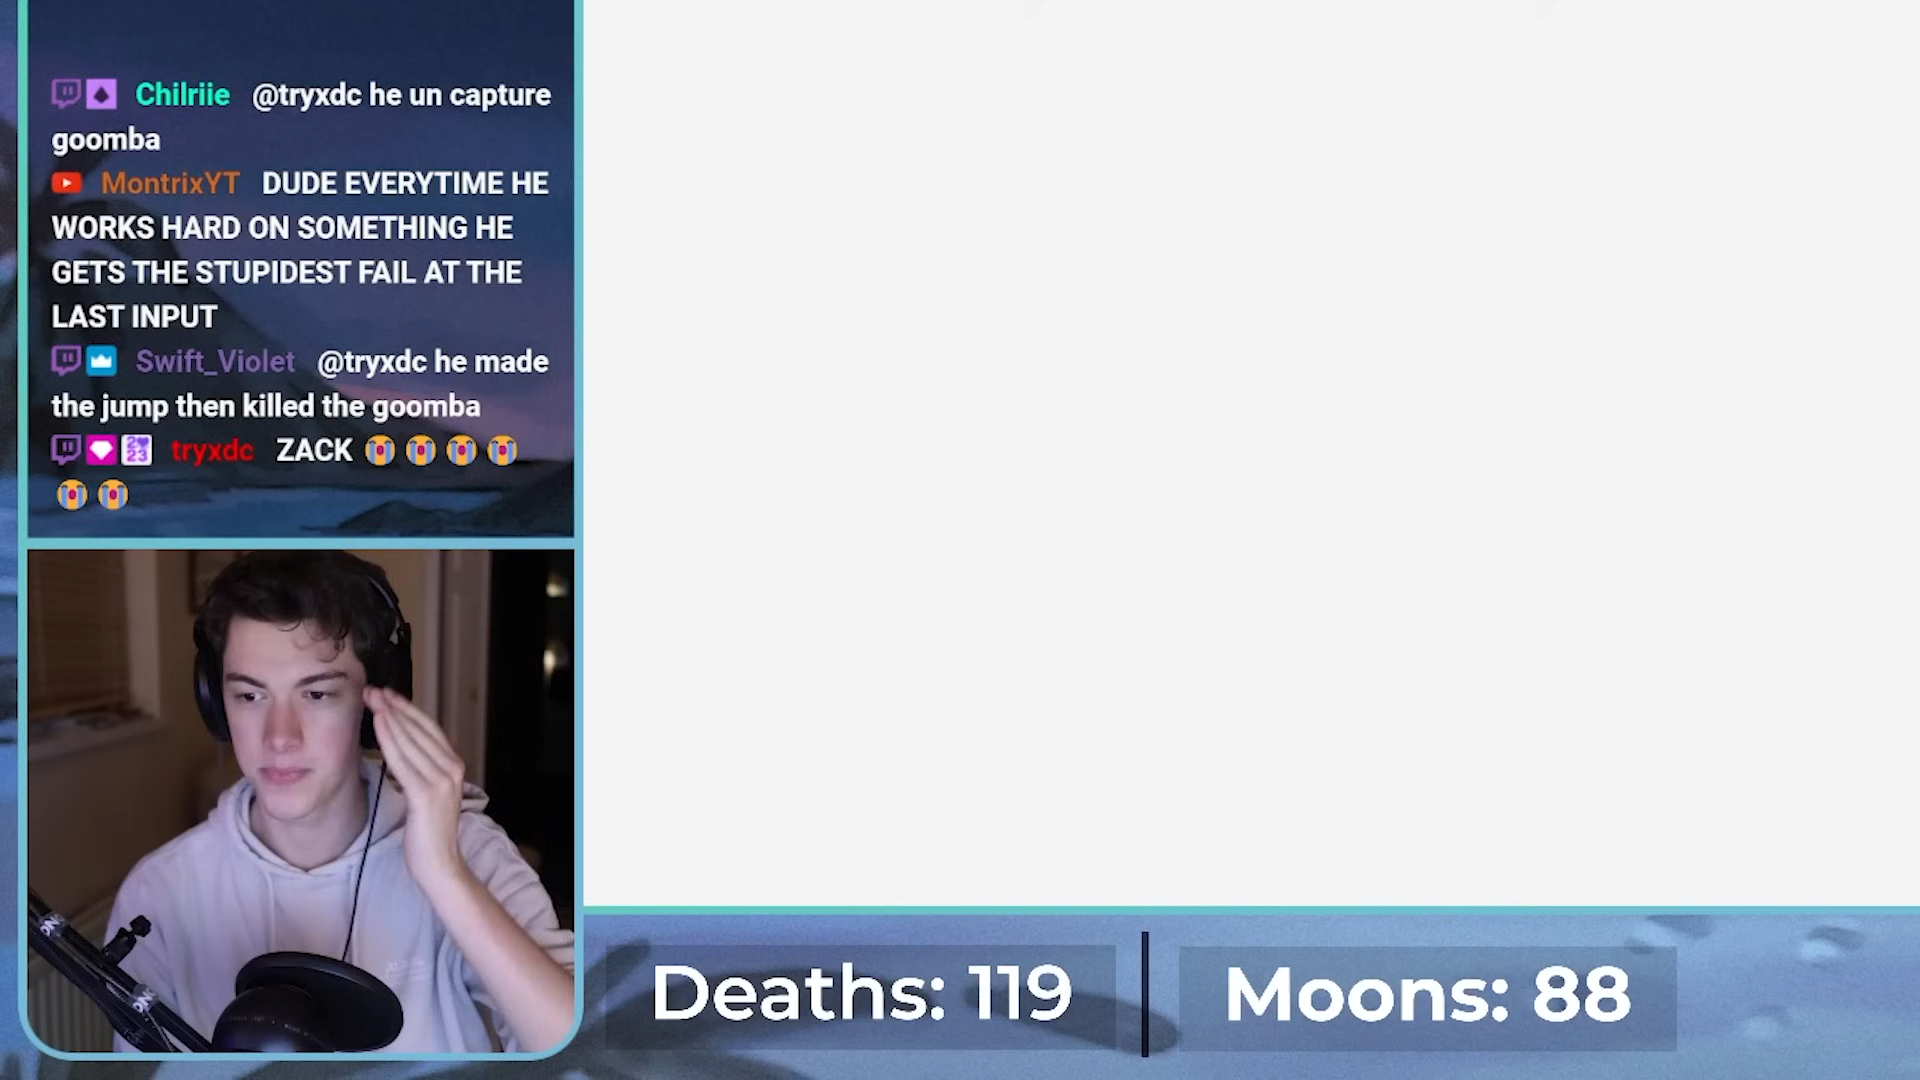 Chilriie @tryxdc he un capture
goomba
MontrixYT DUDE EVERYTIME HE
WORKS HARD ON SOMETHING HE
GETS THE STUPIDEST FAIL AT THE
LAST INPUT
Swift_Violet @tryxdc he made
the jump then killed the goomba
2023 tryxdc ZACK 😭 😭 😭 😭
😭 😭
Deaths: 119
Moons: 88